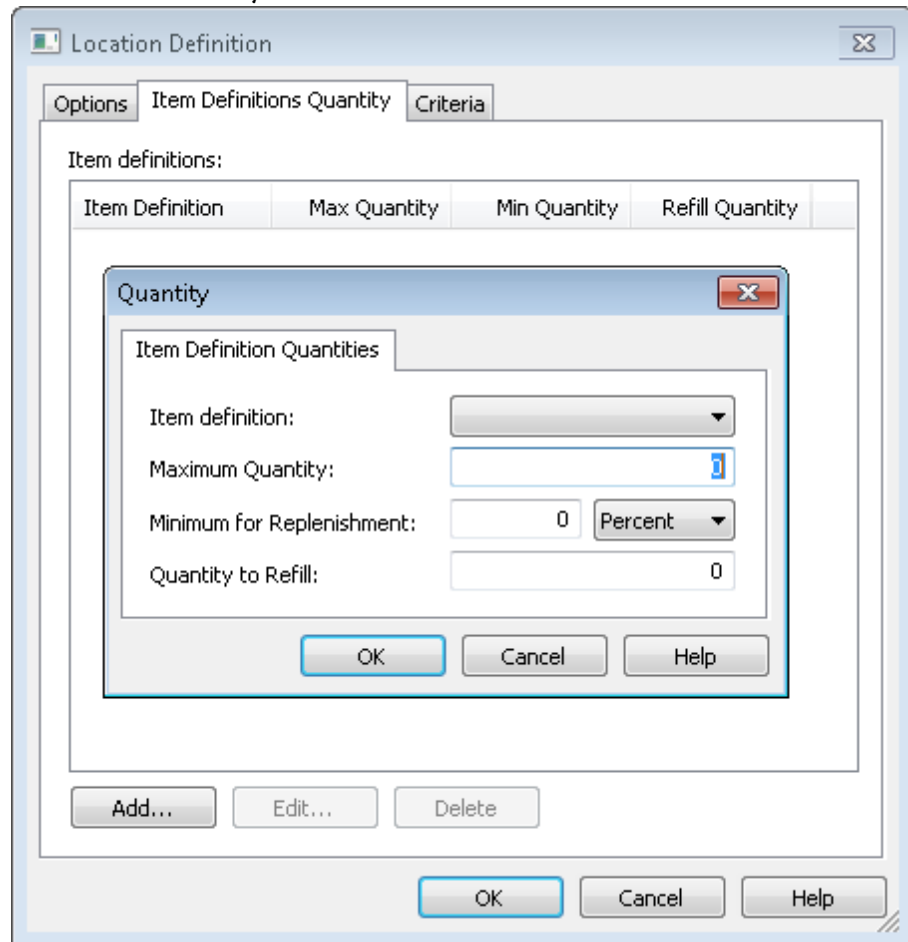 Location Definition
Options Item Definitions Quantity Criteria
Item definitions:
Item Definition Max Quantity Min Quantity Refill Quantity
Quantity
Item Definition Quantities
Item definition:
Maximum Quantity: 0
Minimum for Replenishment: 0 Percent
Quantity to Refill: 0
OK Cancel Help
Add... Edit... Delete
OK Cancel Help